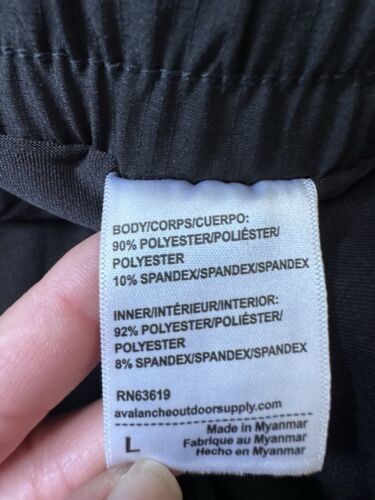 BODY/CORPS/CUERPO:
90% POLYESTER/POLIÉSTER/
POLYESTER
10% SPANDEX/SPANDEX/SPANDEX
INNER/INTÉRIEUR/INTERIOR:
92% POLYESTER/POLIÉSTER/
POLYESTER
8% SPANDEX/SPANDEX/SPANDEX
RN63619
avalancheoutdoorsupply.com
Made in Myanmar
Fabrique au Myanmar
L
Hecho en Myanmar